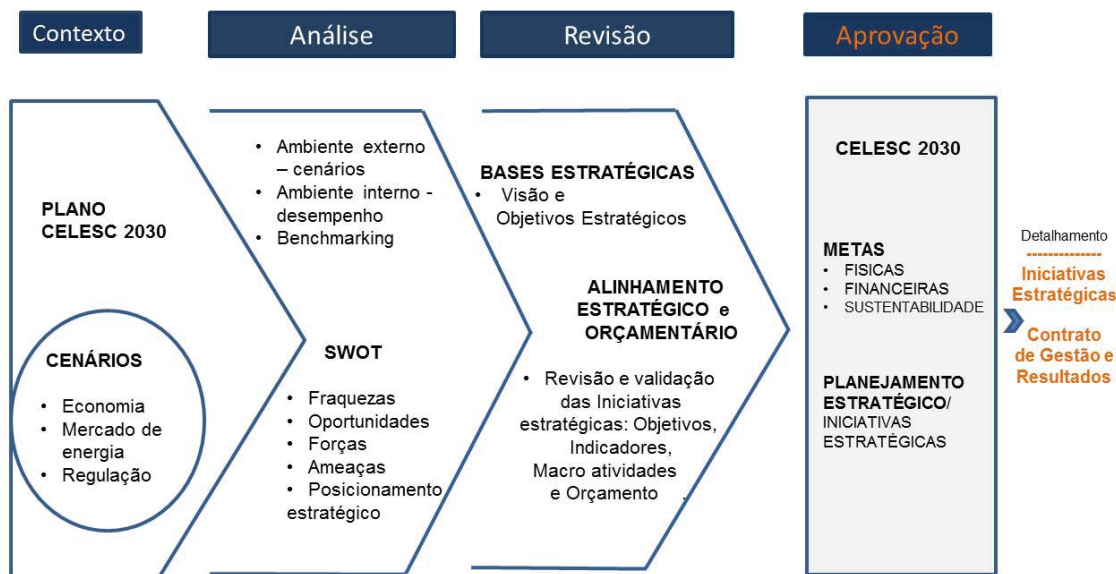 Contexto
Análise
Revisão
Aprovação
PLANO
CELESC 2030
CENÁRIOS
• Economia
• Mercado de
energia
• Regulação
• Ambiente externo
– cenários
• Ambiente interno -
desempenho
• Benchmarking
SWOT
• Fraquezas
• Oportunidades
• Forças
• Ameaças
• Posicionamento
estratégico
BASES ESTRATÉGICAS
• Visão e
Objetivos Estratégicos
ALINHAMENTO
ESTRATÉGICO e
ORÇAMENTÁRIO
• Revisão e validação
das Iniciativas
estratégicas: Objetivos,
Indicadores,
Macro atividades
e Orçamento .
CELESC 2030
METAS
• FISICAS
• FINANCEIRAS
• SUSTENTABILIDADE
PLANEJAMENTO
ESTRATÉGICO/
INICIATIVAS
ESTRATÉGICAS
Detalhamento
--------------
Iniciativas
Estratégicas
Contrato
de Gestão e
Resultados